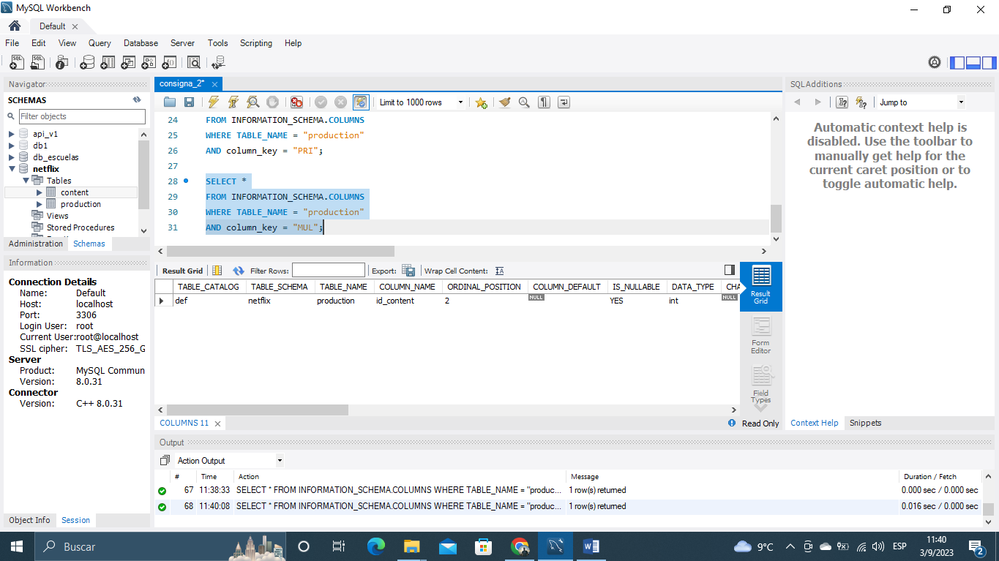 MySQL Workbench
Default
File Edit View Query Database Server Tools Scripting Help
Navigator
SCHEMAS
Filter objects
api_v1
db1
db_escuelas
netflix
Tables
content
production
Views
Stored Procedures
Administration Schemas
Information
Connection Details
Name: Default
Host: localhost
Port: 3306
Login User: root
Current User:root@localhost
SSL cipher: TLS_AES_256_G
Server
Product: MySQL Commun
Version: 8.0.31
Connector
Version: C++ 8.0.31
Object Info Session
consigna_2*
Limit to 1000 rows
24 FROM INFORMATION_SCHEMA.COLUMNS
25 WHERE TABLE_NAME = "production"
26 AND column_key = "PRI";
27
28 SELECT *
29 FROM INFORMATION_SCHEMA.COLUMNS
30 WHERE TABLE_NAME = "production"
31 AND column_key = "MUL";
Result Grid Filter Rows: Export: Wrap Cell Content: IA
TABLE_CATALOG TABLE_SCHEMA TABLE_NAME COLUMN_NAME ORDINAL_POSITION COLUMN_DEFAULT IS_NULLABLE DATA_TYPE CHA
def netflix production id_content 2 NULL YES int NULL
Result
Grid
Form
Editor
Field
Types
COLUMNS 11
Read Only
SQLAdditions
Jump to
Automatic context help is
disabled. Use the toolbar to
manually get help for the
current caret position or to
toggle automatic help.
Context Help Snippets
Output
Action Output
# Time Action Message Duration / Fetch
67 11:38:33 SELECT * FROM INFORMATION_SCHEMA.COLUMNS WHERE TABLE_NAME = "produc... 1 row(s) returned 0.000 sec / 0.000 sec
68 11:40:08 SELECT * FROM INFORMATION_SCHEMA.COLUMNS WHERE TABLE_NAME = "produc... 1 row(s) returned 0.016 sec / 0.000 sec
Buscar
9°C
ESP
11:40
3/9/2023
2